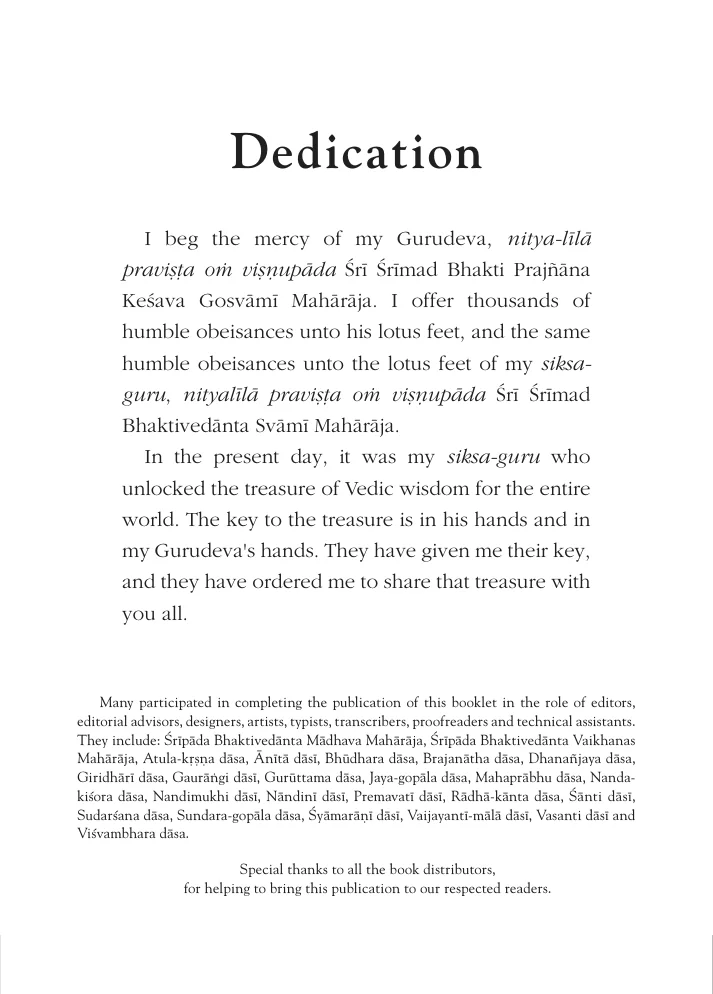 Dedication
I beg the mercy of my Gurudeva, nitya-līlā
praviṣṭa oṁ viṣṇupāda Śrī Śrīmad Bhakti Prajñāna
Keśava Gosvāmī Mahārāja. I offer thousands of
humble obeisances unto his lotus feet, and the same
humble obeisances unto the lotus feet of my siksa-
guru, nityalīlā praviṣṭa oṁ viṣṇupāda Śrī Śrīmad
Bhaktivedānta Svāmī Mahārāja.
In the present day, it was my siksa-guru who
unlocked the treasure of Vedic wisdom for the entire
world. The key to the treasure is in his hands and in
my Gurudeva's hands. They have given me their key,
and they have ordered me to share that treasure with
you all.
Many participated in completing the publication of this booklet in the role of editors,
editorial advisors, designers, artists, typists, transcribers, proofreaders and technical assistants.
They include: Śrīpāda Bhaktivedānta Mādhava Mahārāja, Śrīpāda Bhaktivedānta Vaikhanas
Mahārāja, Atula-kṛṣṇa dāsa, Ānītā dāsī, Bhūdhara dāsa, Brajanātha dāsa, Dhanañjaya dāsa,
Giridhārī dāsa, Gaurāṅgi dāsī, Gurūttama dāsa, Jaya-gopāla dāsa, Mahaprābhu dāsa, Nanda-
kiśora dāsa, Nandimukhi dāsī, Nāndinī dāsī, Premavatī dāsī, Rādhā-kānta dāsa, Śānti dāsī,
Sudarśana dāsa, Sundara-gopāla dāsa, Śyāmarāṇī dāsī, Vaijayantī-mālā dāsī, Vasanti dāsī and
Viśvambhara dāsa.
Special thanks to all the book distributors,
for helping to bring this publication to our respected readers.